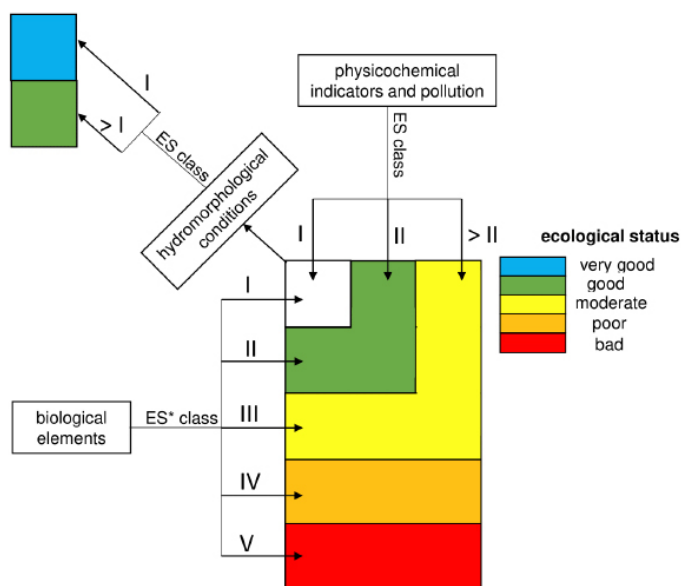 I
> I
ES class
hydromorphological
conditions
physicochemical
indicators and pollution
ES class
I
II
> II
ecological status
very good
good
moderate
poor
bad
I
II
III
IV
V
biological
elements
ES* class